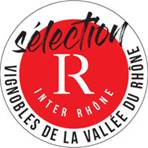 sélection
R
INTER RHÔNE
VIGNOBLES DE LA VALLÉE DU RHÔNE